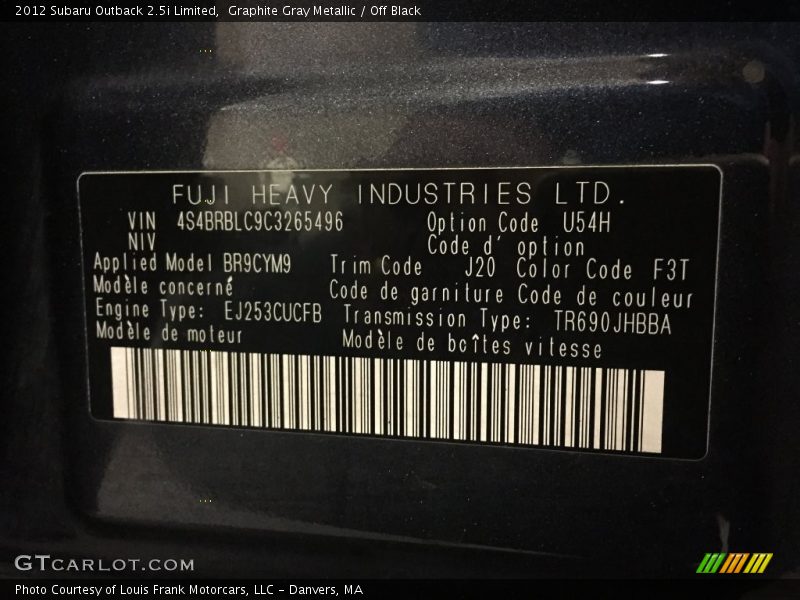 2012 Subaru Outback 2.5i Limited,  Graphite Gray Metallic / Off Black
FUJI HEAVY INDUSTRIES LTD.
VIN 4S4BRBLC9C3265496 Option Code U54H
NIV Code d'option
Applied Model BR9CYM9 Trim Code J20 Color Code F3T
Modèle concerné Code de garniture Code de couleur
Engine Type: EJ253CUCFB Transmission Type: TR690JHBBA
Modèle de moteur Modèle de boîtes vitesse
GTCARLOT.COM
Photo Courtesy of Louis Frank Motorcars, LLC - Danvers, MA